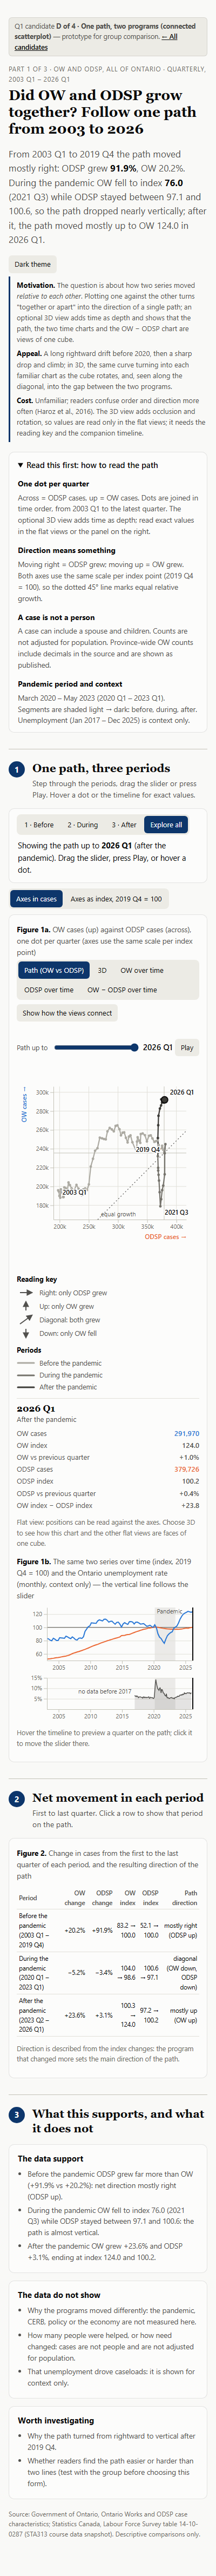 Q1 candidate D of 4 · One path, two programs (connected
scatterplot) — prototype for group comparison. ← All
candidates
PART 1 OF 3 · OW AND ODSP, ALL OF ONTARIO · QUARTERLY,
2003 Q1 – 2026 Q1
Did OW and ODSP grow
together? Follow one path
from 2003 to 2026
From 2003 Q1 to 2019 Q4 the path moved
mostly right: ODSP grew 91.9%, OW 20.2%.
During the pandemic OW fell to index 76.0
(2021 Q3) while ODSP stayed between 97.1 and
100.6, so the path dropped nearly vertically; after
it, the path moved mostly up to OW 124.0 in
2026 Q1.
Dark theme
Motivation. The question is about how two series moved
relative to each other. Plotting one against the other turns
"together or apart" into the direction of a single path; an
optional 3D view adds time as depth and shows that the
path, the two time charts and the OW − ODSP chart are
views of one cube.
Appeal. A long rightward drift before 2020, then a sharp
drop and climb; in 3D, the same curve turning into each
familiar chart as the cube rotates, and, seen along the
diagonal, into the gap between the two programs.
Cost. Unfamiliar; readers confuse order and direction more
often (Haroz et al., 2016). The 3D view adds occlusion and
rotation, so values are read only in the flat views; it needs
the reading key and the companion timeline.
▼ Read this first: how to read the path
One dot per quarter
Across = ODSP cases, up = OW cases. Dots are joined in
time order, from 2003 Q1 to the latest quarter. The
optional 3D view adds time as depth: read exact values
in the flat views or the panel on the right.
Direction means something
Moving right = ODSP grew; moving up = OW grew.
Both axes use the same scale per index point (2019 Q4
= 100), so the dotted 45° line marks equal relative
growth.
A case is not a person
A case can include a spouse and children. Counts are
not adjusted for population. Province-wide OW counts
include decimals in the source and are shown as
published.
Pandemic period and context
March 2020 – May 2023 (2020 Q1 – 2023 Q1).
Segments are shaded light → dark: before, during, after.
Unemployment (Jan 2017 – Dec 2025) is context only.
1
One path, three periods
Step through the periods, drag the slider or press
Play. Hover a dot or the timeline for exact values.
1 · Before
2 · During
3 · After
Explore all
Showing the path up to 2026 Q1 (after the
pandemic). Drag the slider, press Play, or hover a
dot.
Axes in cases
Axes as index, 2019 Q4 = 100
Figure 1a. OW cases (up) against ODSP cases (across),
one dot per quarter (axes use the same scale per index
point)
Path (OW vs ODSP)
3D
OW over time
ODSP over time
OW − ODSP over time
Show how the views connect
Path up to
2026 Q1
Play
OW cases →
300k
280k
260k
240k
220k
200k
180k
2026 Q1
2019 Q4
2003 Q1
equal growth
2021 Q3
200k
250k
300k
350k
400k
ODSP cases →
Reading key
Right: only ODSP grew
Up: only OW grew
Diagonal: both grew
Down: only OW fell
Periods
Before the pandemic
During the pandemic
After the pandemic
2026 Q1
After the pandemic
OW cases 291,970
OW index 124.0
OW vs previous quarter +1.0%
ODSP cases 379,726
ODSP index 100.2
ODSP vs previous quarter +0.4%
OW index − ODSP index +23.8
Flat view: positions can be read against the axes. Choose 3D
to see how this chart and the other flat views are faces of
one cube.
Figure 1b. The same two series over time (index, 2019
Q4 = 100) and the Ontario unemployment rate
(monthly, context only) — the vertical line follows the
slider
Pandemic
120
100
80
60
2005
2010
2015
2020
2025
15%
10%
5%
no data before 2017
2005
2010
2015
2020
2025
Hover the timeline to preview a quarter on the path; click it
to move the slider there.
2
Net movement in each period
First to last quarter. Click a row to show that period
on the path.
Figure 2. Change in cases from the first to the last
quarter of each period, and the resulting direction of the
path
Period
OW change
ODSP change
OW index
ODSP index
Path direction
Before the pandemic (2003 Q1 – 2019 Q4)
+20.2%
+91.9%
83.2 → 100.0
52.1 → 100.0
mostly right (ODSP up)
During the pandemic (2020 Q1 – 2023 Q1)
−5.2%
−3.4%
104.0 → 98.6
100.6 → 97.1
diagonal (OW down, ODSP down)
After the pandemic (2023 Q2 – 2026 Q1)
+23.6%
+3.1%
100.3 → 124.0
97.2 → 100.2
mostly up (OW up)
Direction is described from the index changes: the program
that changed more sets the main direction of the path.
3
What this supports, and what
it does not
The data support
• Before the pandemic ODSP grew far more than OW
(+91.9% vs +20.2%): net direction mostly right
(ODSP up).
• During the pandemic OW fell to index 76.0 (2021
Q3) while ODSP stayed between 97.1 and 100.6: the
path is almost vertical.
• After the pandemic OW grew +23.6% and ODSP
+3.1%, ending at index 124.0 and 100.2.
The data do not show
• Why the programs moved differently: the pandemic,
CERB, policy or the economy are not measured here.
• How many people were helped, or how need
changed: cases are not people and are not adjusted
for population.
• That unemployment drove caseloads: it is shown for
context only.
Worth investigating
• Why the path turned from rightward to vertical after
2019 Q4.
• Whether readers find the path easier or harder than
two lines (test with the group before choosing this
form).
Source: Government of Ontario, Ontario Works and ODSP case
characteristics; Statistics Canada, Labour Force Survey table 14-10-
0287 (STA313 course data snapshot). Descriptive comparisons only.